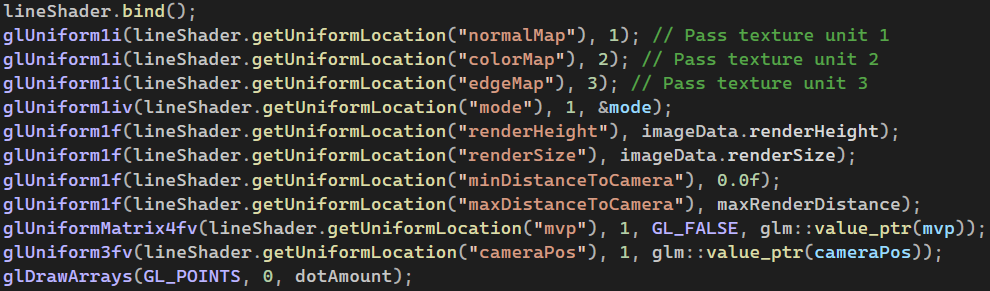 lineShader.bind();
glUniform1i(lineShader.getUniformLocation("normalMap"), 1); // Pass texture unit 1
glUniform1i(lineShader.getUniformLocation("colorMap"), 2); // Pass texture unit 2
glUniform1i(lineShader.getUniformLocation("edgeMap"), 3); // Pass texture unit 3
glUniform1iv(lineShader.getUniformLocation("mode"), 1, &mode);
glUniform1f(lineShader.getUniformLocation("renderHeight"), imageData.renderHeight);
glUniform1f(lineShader.getUniformLocation("renderSize"), imageData.renderSize);
glUniform1f(lineShader.getUniformLocation("minDistanceToCamera"), 0.0f);
glUniform1f(lineShader.getUniformLocation("maxDistanceToCamera"), maxRenderDistance);
glUniformMatrix4fv(lineShader.getUniformLocation("mvp"), 1, GL_FALSE, glm::value_ptr(mvp));
glUniform3fv(lineShader.getUniformLocation("cameraPos"), 1, glm::value_ptr(cameraPos));
glDrawArrays(GL_POINTS, 0, dotAmount);